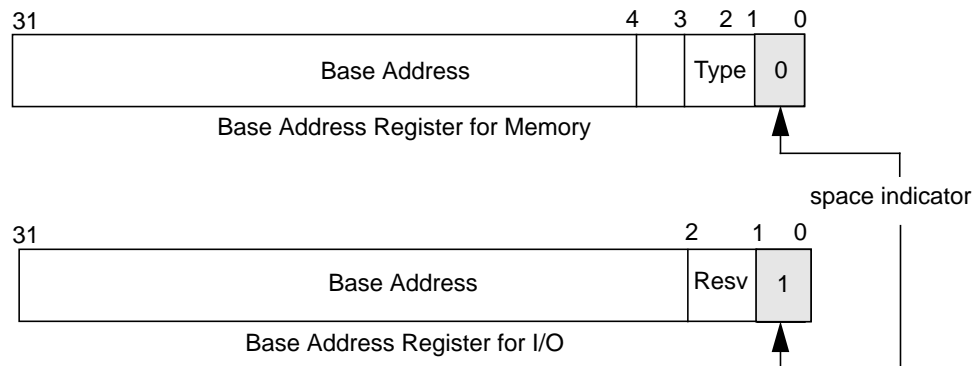 31 4 3 2 1 0
Base Address Type 0
Base Address Register for Memory
space indicator
31 2 1 0
Base Address Resv 1
Base Address Register for I/O